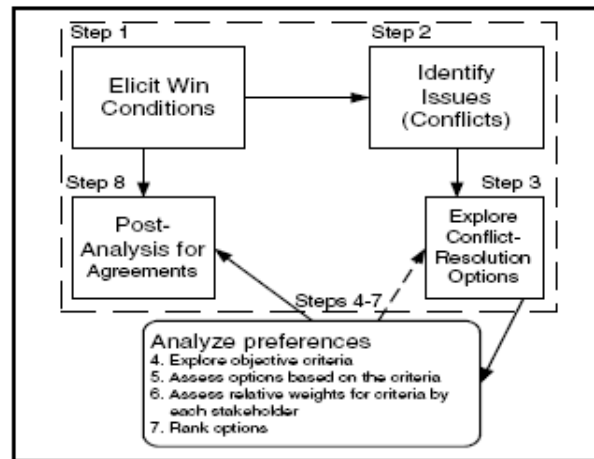 Step 1
Elicit Win
Conditions
Step 2
Identify
Issues
(Conflicts)
Step 8
Post-
Analysis for
Agreements
Step 3
Explore
Conflict-
Resolution
Options
Steps 4-7
Analyze preferences
4. Explore objective criteria
5. Assess options based on the criteria
6. Assess relative weights for criteria by
each stakeholder
7. Rank options